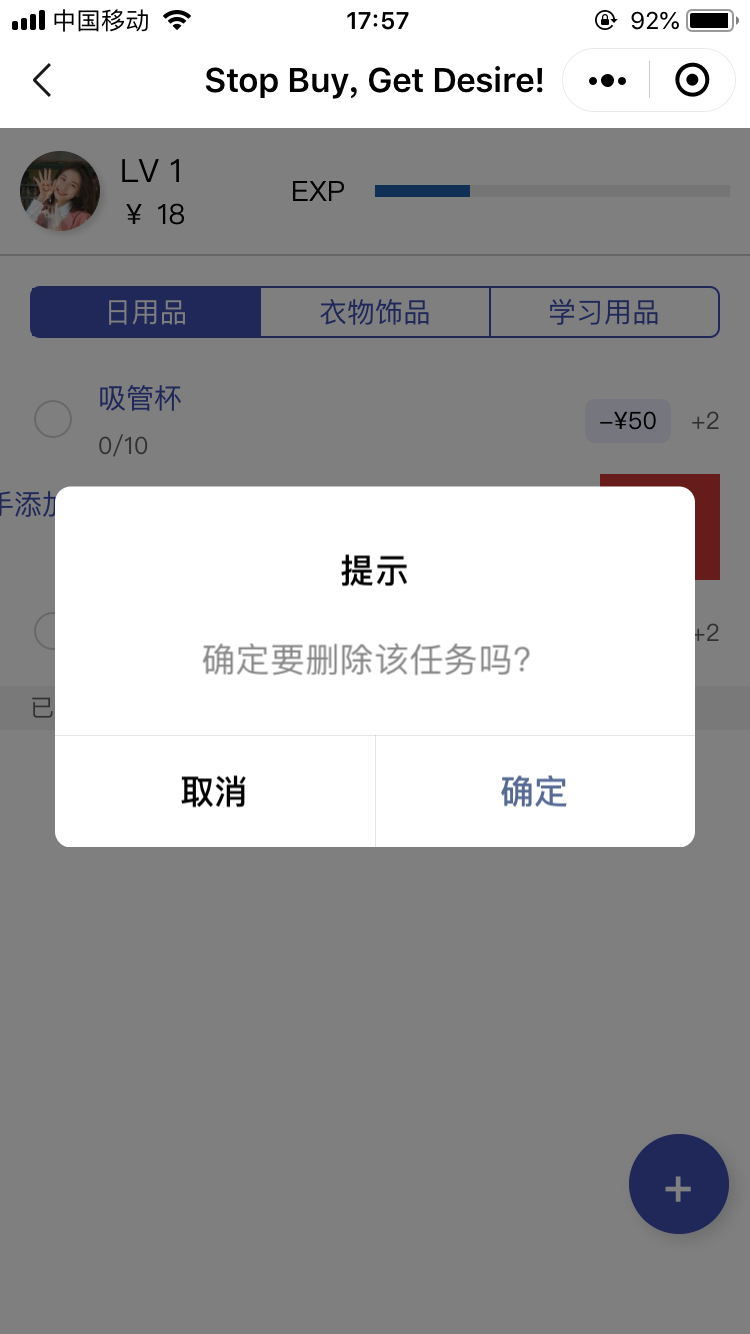 中国移动 17:57 92%
Stop Buy, Get Desire!
LV 1
¥ 18
EXP
日用品 衣物饰品 学习用品
吸管杯
0/10
-¥50 +2
手添加
提示
确定要删除该任务吗?
+2
已
取消 确定
+